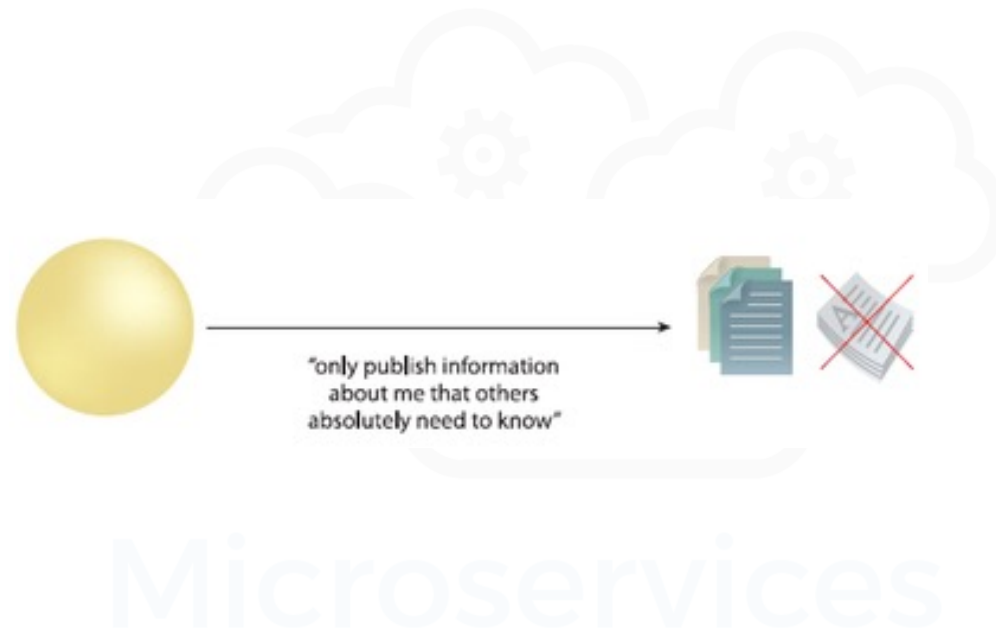 "only publish information
about me that others
absolutely need to know"
A
Microservices